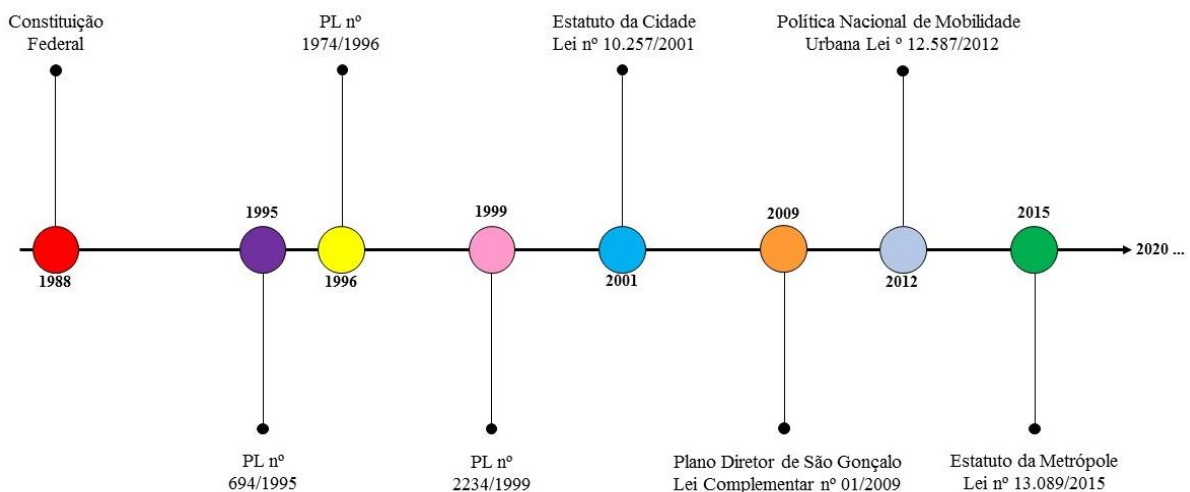 Constituição
Federal
PL nº
1974/1996
Estatuto da Cidade
Lei nº 10.257/2001
Política Nacional de Mobilidade
Urbana Lei º 12.587/2012
1995
1999
2009
2015
2020 ...
1988
1996
2001
2012
PL nº
694/1995
PL nº
2234/1999
Plano Diretor de São Gonçalo
Lei Complementar nº 01/2009
Estatuto da Metrópole
Lei nº 13.089/2015